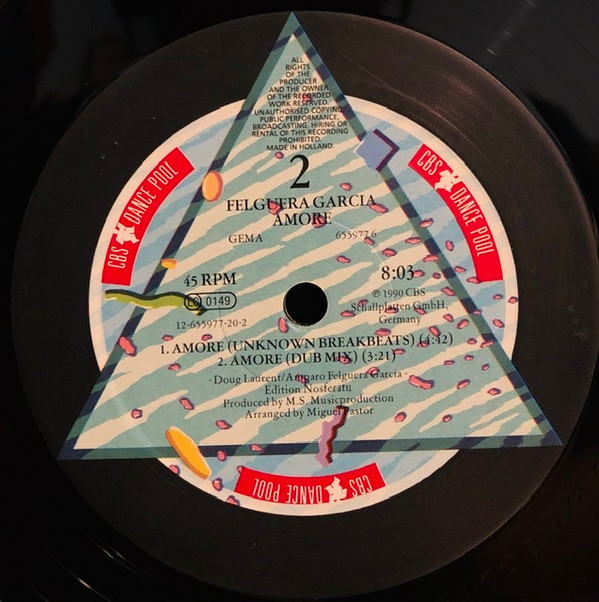 ALL
RIGHTS
OF THE
PRODUCER
AND THE OWNER
OF THE RECORDED
WORK RESERVED.
UNAUTHORISED COPYING,
PUBLIC PERFORMANCE,
BROADCASTING, HIRING OR
RENTAL OF THIS RECORDING
PROHIBITED.
MADE IN HOLLAND.
2
CBS DANCE POOL
CBS DANCE POOL
FELGUERA GARCIA
AMORE
GEMA 655977 6
45 RPM 8:03
LC 0149 ℗ 1990 CBS
Schallplatten GmbH,
Germany
12-655977-20-2
1. AMORE (UNKNOWN BREAKBEATS) (4:42)
2. AMORE (DUB MIX) (3:21)
- Doug Laurent/Amparo Felguera Garcia -
Edition Nosferatu
Produced by M.S. Musicproduction
Arranged by Miguel Pastor
CBS DANCE POOL